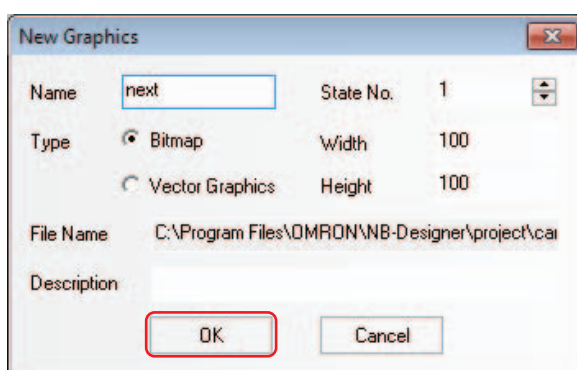 New Graphics
Name next State No. 1
Type Bitmap Width 100
Vector Graphics Height 100
File Name C:\Program Files\OMRON\NB-Designer\project\car
Description
OK Cancel